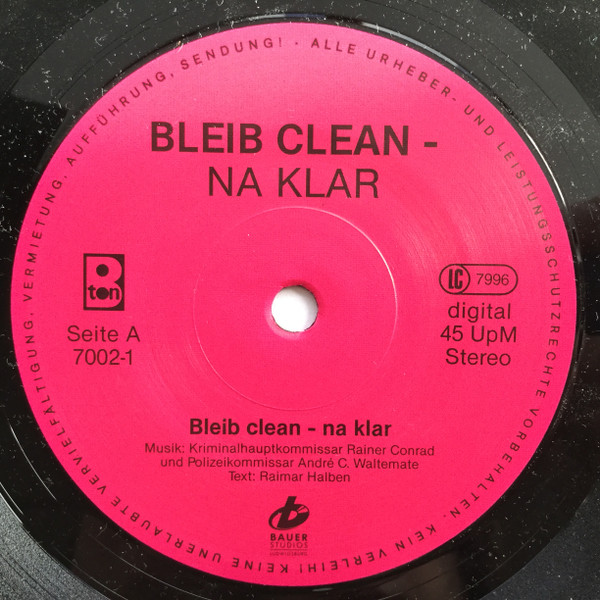 ALLE URHEBER- UND LEISTUNGSSCHUTZRECHTE VORBEHALTEN. KEIN VERLEIH! KEINE UNERLAUBTE VERVIELFÄLTIGUNG, VERMIETUNG, AUFFÜHRUNG, SENDUNG! ·
BLEIB CLEAN -
NA KLAR
B
ton
Seite A
7002-1
LC 7996
digital
45 UpM
Stereo
Bleib clean - na klar
Musik: Kriminalhauptkommissar Rainer Conrad
und Polizeikommissar André C. Waltemate
Text: Raimar Halben
BAUER
STUDIOS
LUDWIGSBURG